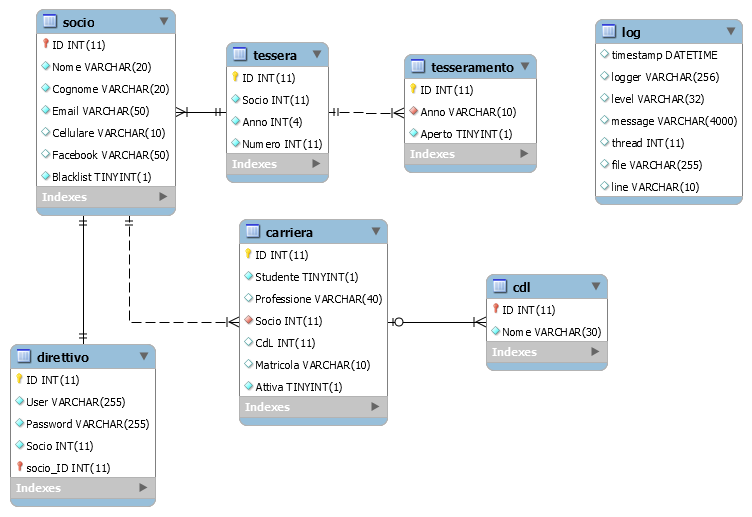 socio
ID INT(11)
Nome VARCHAR(20)
Cognome VARCHAR(20)
Email VARCHAR(50)
Cellulare VARCHAR(10)
Facebook VARCHAR(50)
Blacklist TINYINT(1)
Indexes
tessera
ID INT(11)
Socio INT(11)
Anno INT(4)
Numero INT(11)
Indexes
tesseramento
ID INT(11)
Anno VARCHAR(10)
Aperto TINYINT(1)
Indexes
log
timestamp DATETIME
logger VARCHAR(256)
level VARCHAR(32)
message VARCHAR(4000)
thread INT(11)
file VARCHAR(255)
line VARCHAR(10)
carriera
ID INT(11)
Studente TINYINT(1)
Professione VARCHAR(40)
Socio INT(11)
CdL INT(11)
Matricola VARCHAR(10)
Attiva TINYINT(1)
Indexes
cdl
ID INT(11)
Nome VARCHAR(30)
Indexes
direttivo
ID INT(11)
User VARCHAR(255)
Password VARCHAR(255)
Socio INT(11)
socio_ID INT(11)
Indexes